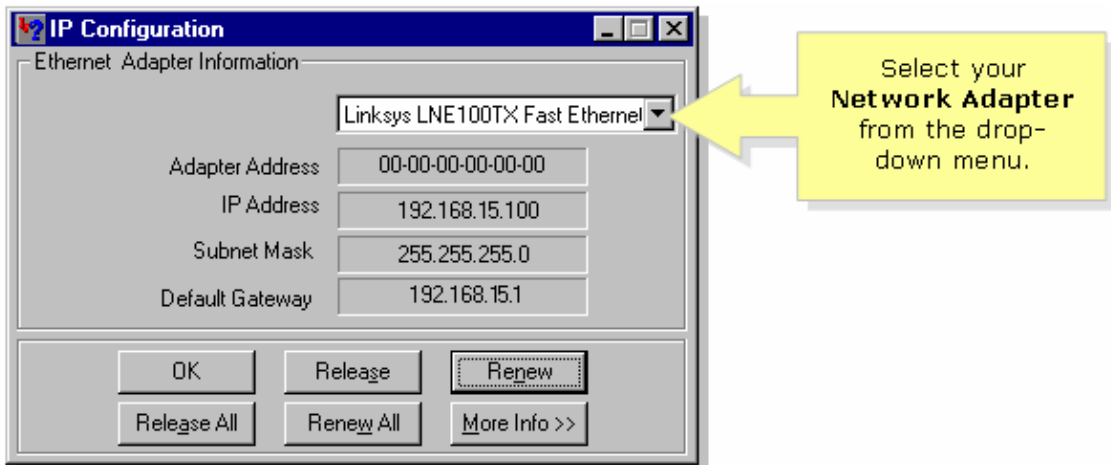 IP Configuration
Ethernet Adapter Information
Linksys LNE100TX Fast Ethernet
Adapter Address 00-00-00-00-00-00
IP Address 192.168.15.100
Subnet Mask 255.255.255.0
Default Gateway 192.168.15.1
OK Release Renew
Release All Renew All More Info >>
Select your
Network Adapter
from the drop-
down menu.